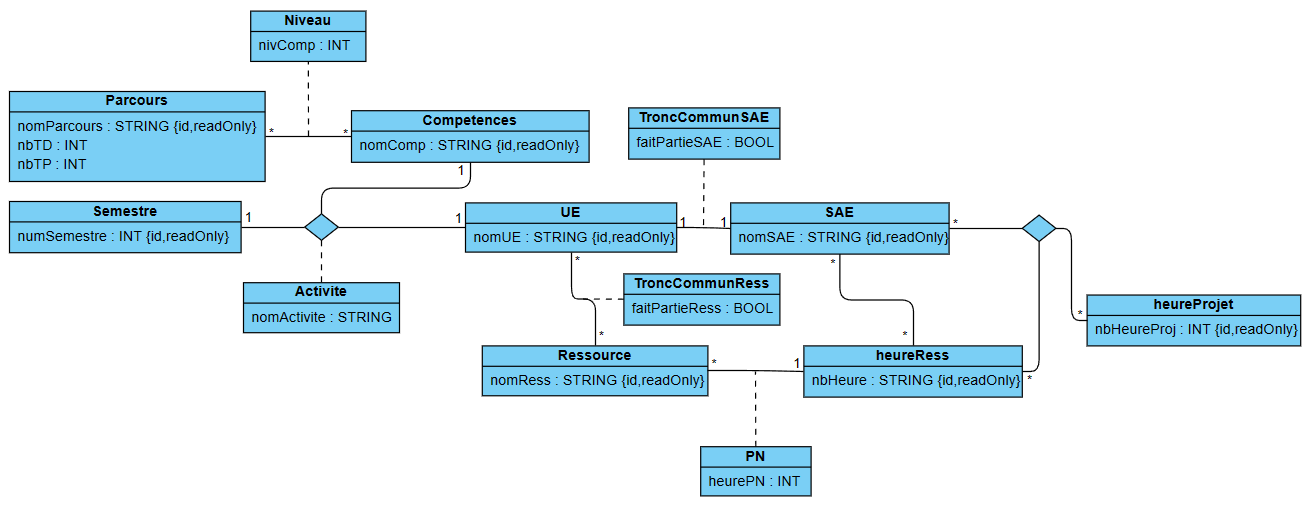 Niveau
nivComp : INT
Parcours
nomParcours : STRING {id,readOnly}
nbTD : INT
nbTP : INT
*
*
Competences
nomComp : STRING {id,readOnly}
1
TroncCommunSAE
faitPartieSAE : BOOL
Semestre
numSemestre : INT {id,readOnly}
1
1
UE
nomUE : STRING {id,readOnly}
1
1
SAE
nomSAE : STRING {id,readOnly}
*
*
*
Activite
nomActivite : STRING
TroncCommunRess
faitPartieRess : BOOL
heureProjet
nbHeureProj : INT {id,readOnly}
*
*
*
Ressource
nomRess : STRING {id,readOnly}
*
1
heureRess
nbHeure : STRING {id,readOnly}
*
PN
heurePN : INT